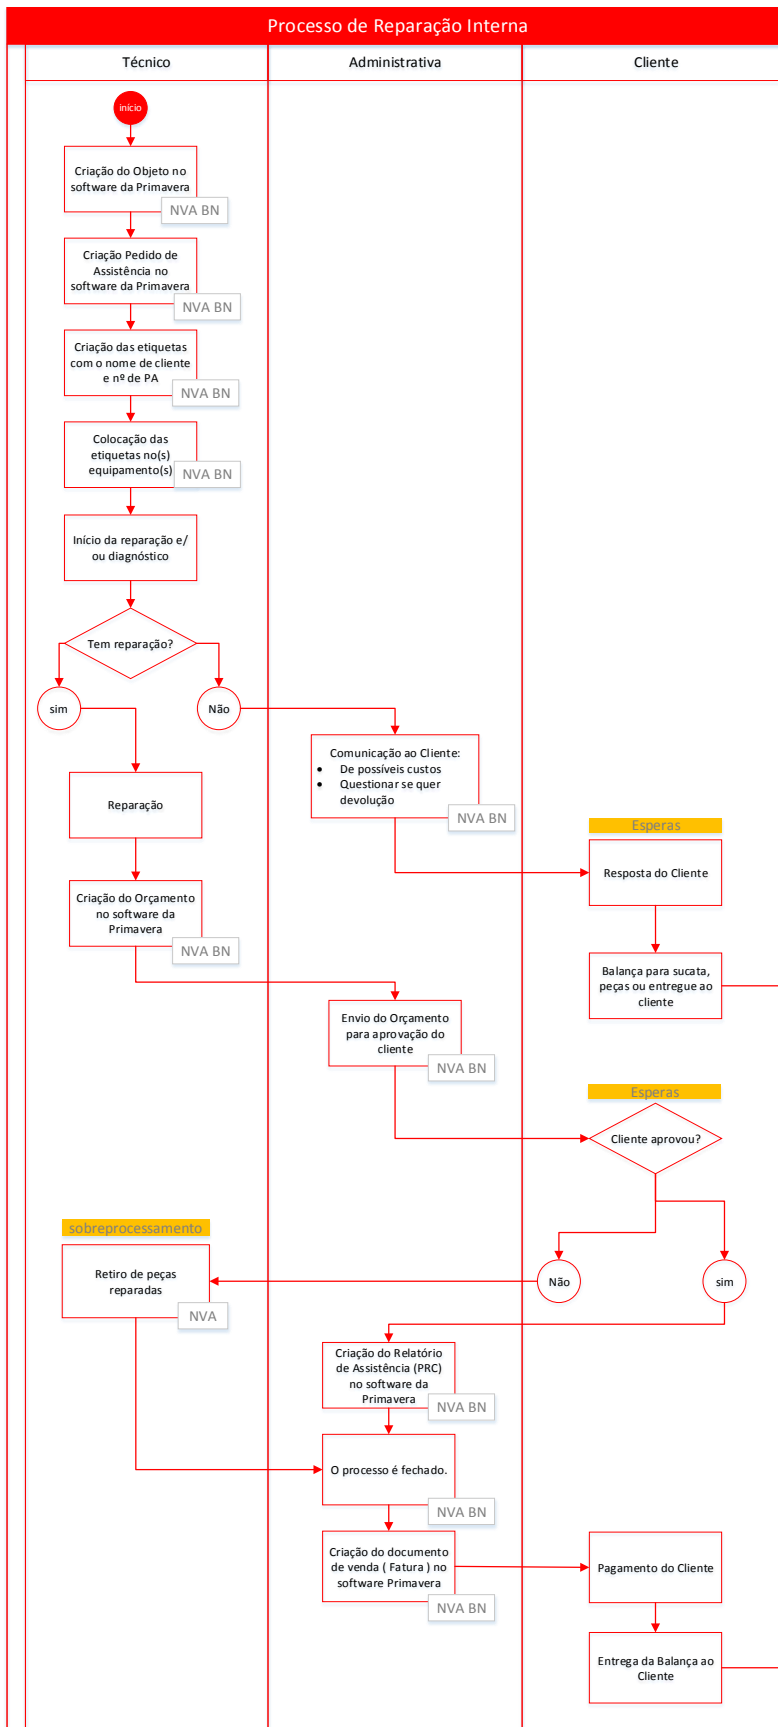 Processo de Reparação Interna
Técnico
Administrativa
Cliente
início
Criação do Objeto no
software da Primavera
NVA BN
Criação Pedido de
Assistência no
software da Primavera
NVA BN
Criação das etiquetas
com o nome de cliente
e nº de PA
NVA BN
Colocação das
etiquetas no(s)
equipamento(s)
NVA BN
Início da reparação e/
ou diagnóstico
Tem reparação?
sim
Não
Comunicação ao Cliente:
• De possíveis custos
• Questionar se quer
devolução
NVA BN
Reparação
Esperas
Resposta do Cliente
Criação do Orçamento
no software da
Primavera
NVA BN
Balança para sucata,
peças ou entregue ao
cliente
Envio do Orçamento
para aprovação do
cliente
NVA BN
Esperas
Cliente aprovou?
sobreprocessamento
Retiro de peças
reparadas
NVA
Não
sim
Criação do Relatório
de Assistência (PRC)
no software da
Primavera
NVA BN
O processo é fechado.
NVA BN
Criação do documento
de venda ( Fatura ) no
software Primavera
NVA BN
Pagamento do Cliente
Entrega da Balança ao
Cliente